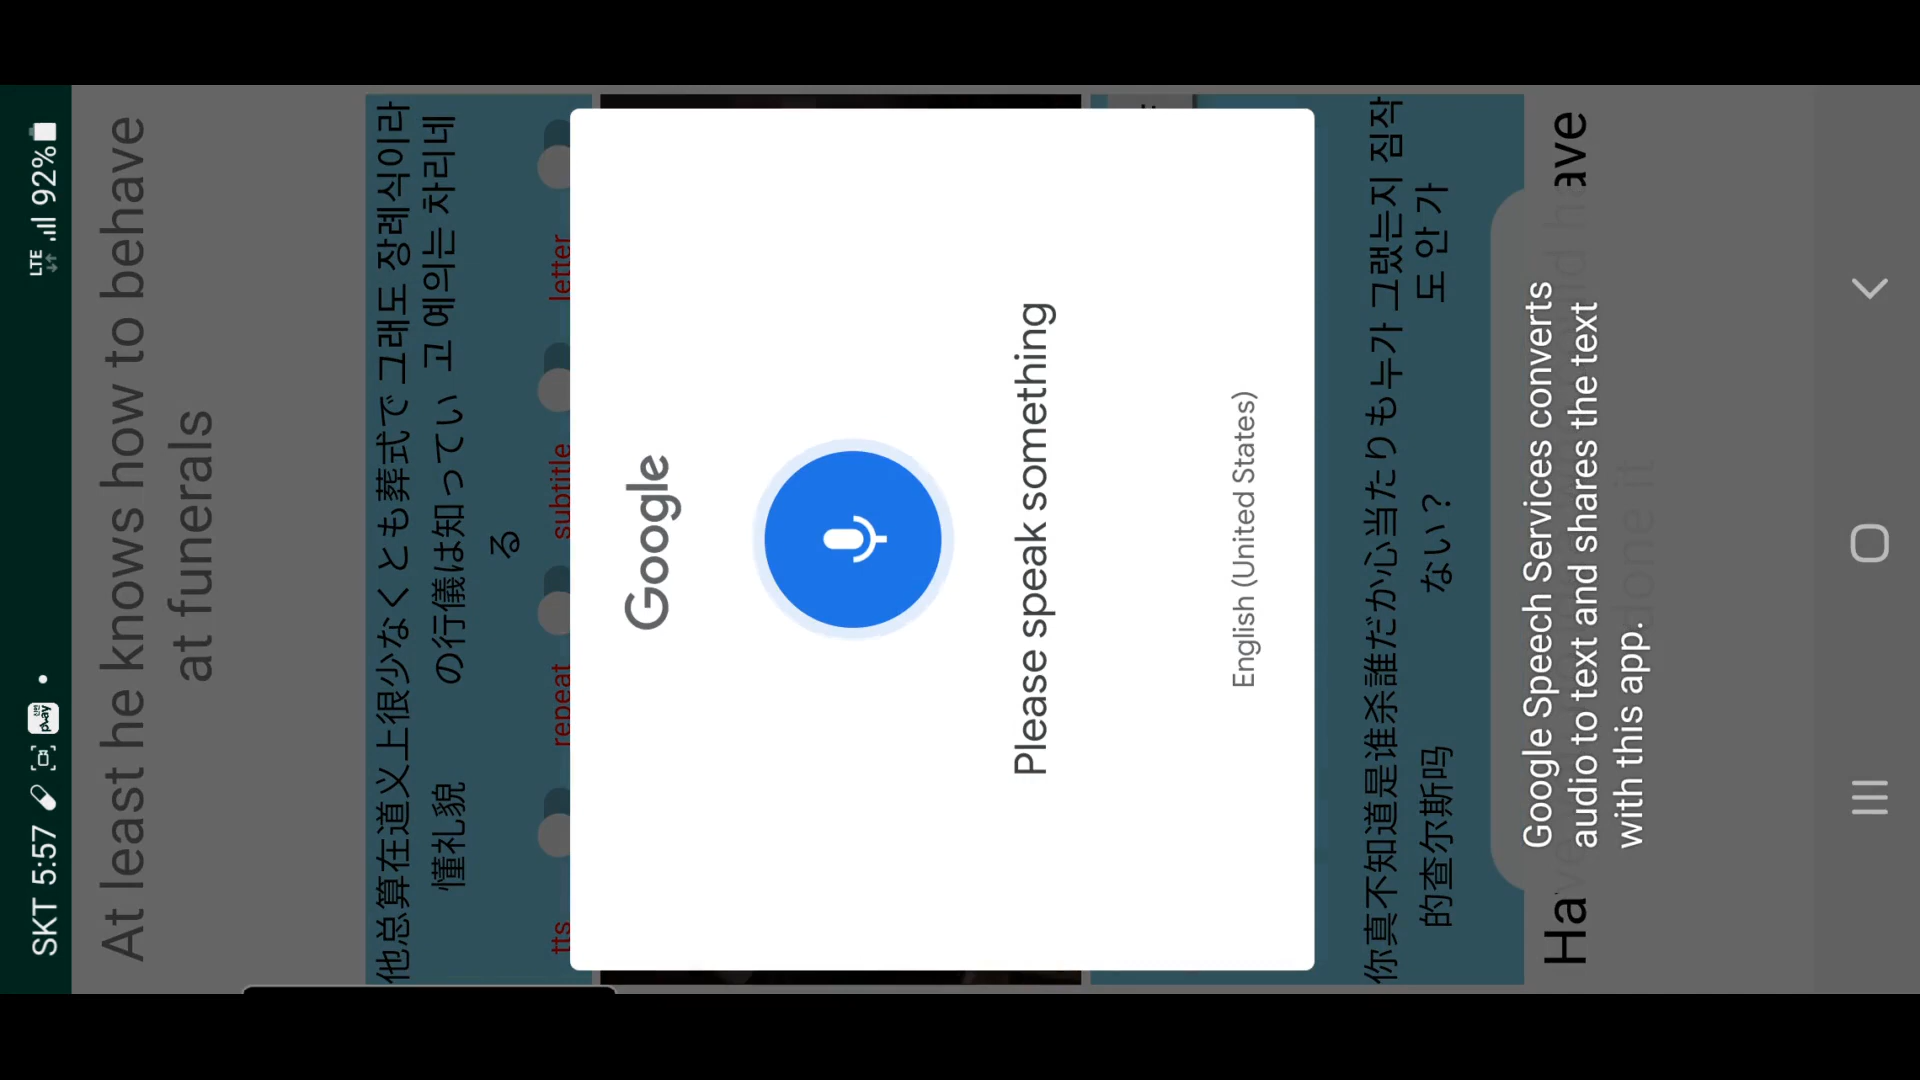 SKT 5:57 LTE 92%
At least he knows how to behave
at funerals
他总算在道义上很
懂礼貌
少なくとも葬式で
の行儀は知ってい
る
그래도 장례식이라
고 예의는 차리네
tts repeat subtitle letter
Google
Please speak something
English (United States)
你真不知道是谁杀
的查尔斯吗
誰だか心当たりも
ない？
누가 그랬는지 짐작
도 안 가
done it
Google Speech Services converts
audio to text and shares the text
with this app.